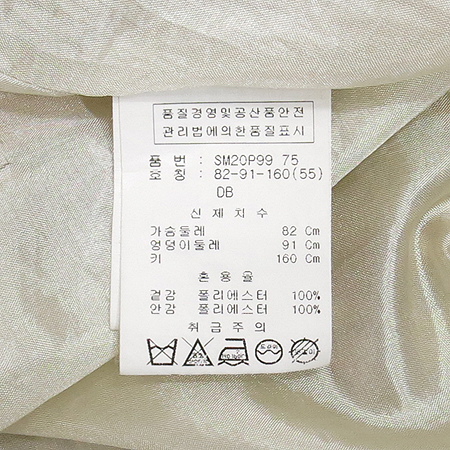 품질경영및공산품안전
관리법에의한품질표시
품 번 : SM20P99 75
호 칭 : 82-91-160(55)
DB
신 체 치 수
가슴둘레 82 Cm
엉덩이둘레 91 Cm
키 160 Cm
혼 용 율
겉감 폴리에스터 100%
안감 폴리에스터 100%
취 급 주 의
드라이